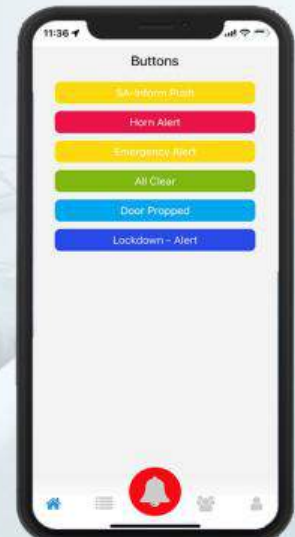 11:36
Buttons
SA-Inform Push
Horn Alert
Emergency Alert
All Clear
Door Propped
Lockdown - Alert